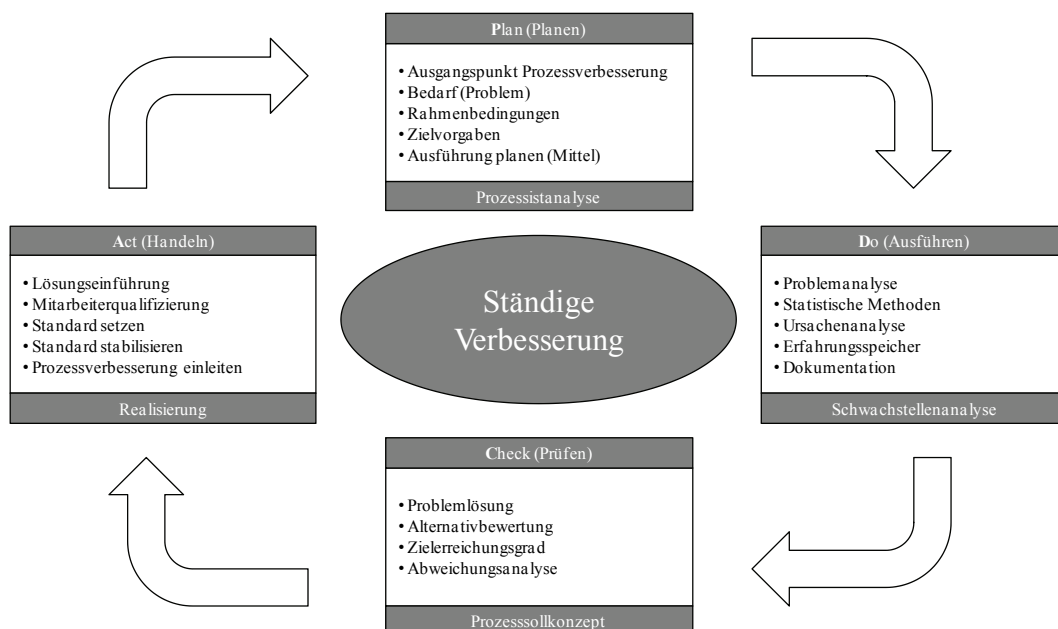 Plan (Planen)
• Ausgangspunkt Prozessverbesserung
• Bedarf (Problem)
• Rahmenbedingungen
• Zielvorgaben
• Ausführung planen (Mittel)
Prozessistanalyse
Act (Handeln)
• Lösungseinführung
• Mitarbeiterqualifizierung
• Standard setzen
• Standard stabilisieren
• Prozessverbesserung einleiten
Realisierung
Ständige
Verbesserung
Do (Ausführen)
• Problemanalyse
• Statistische Methoden
• Ursachenanalyse
• Erfahrungsspeicher
• Dokumentation
Schwachstellenanalyse
Check (Prüfen)
• Problemlösung
• Alternativbewertung
• Zielerreichungsgrad
• Abweichungsanalyse
Prozesssollkonzept